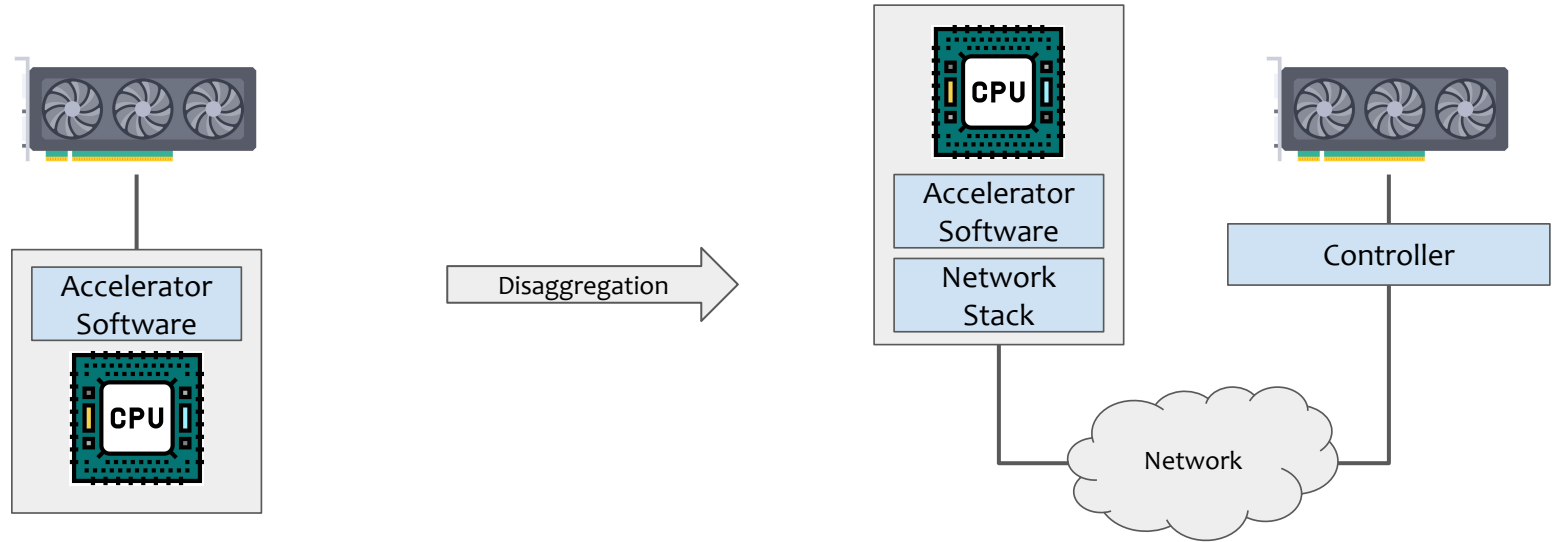 Accelerator
Software
CPU
Disaggregation
CPU
Accelerator
Software
Network
Stack
Controller
Network